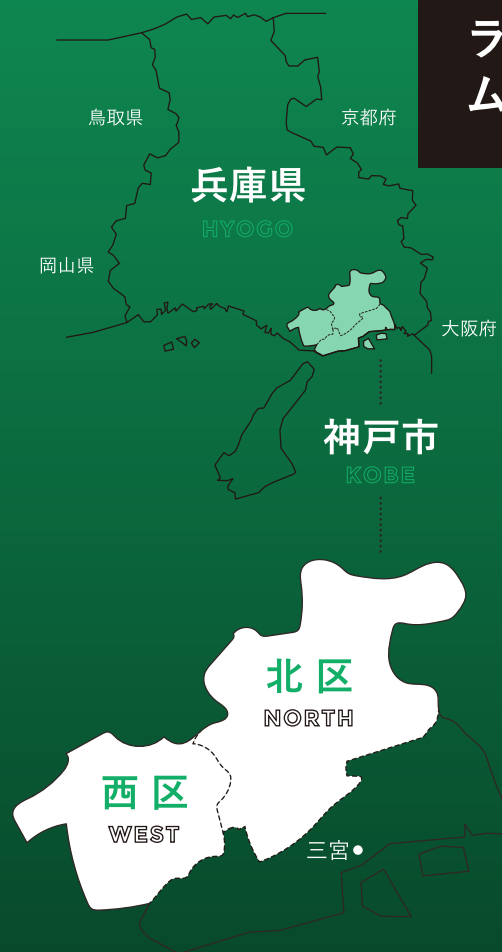 ラ
ム
鳥取県
京都府
兵庫県
HYOGO
岡山県
大阪府
神戸市
KOBE
北区
NORTH
西区
WEST
三宮